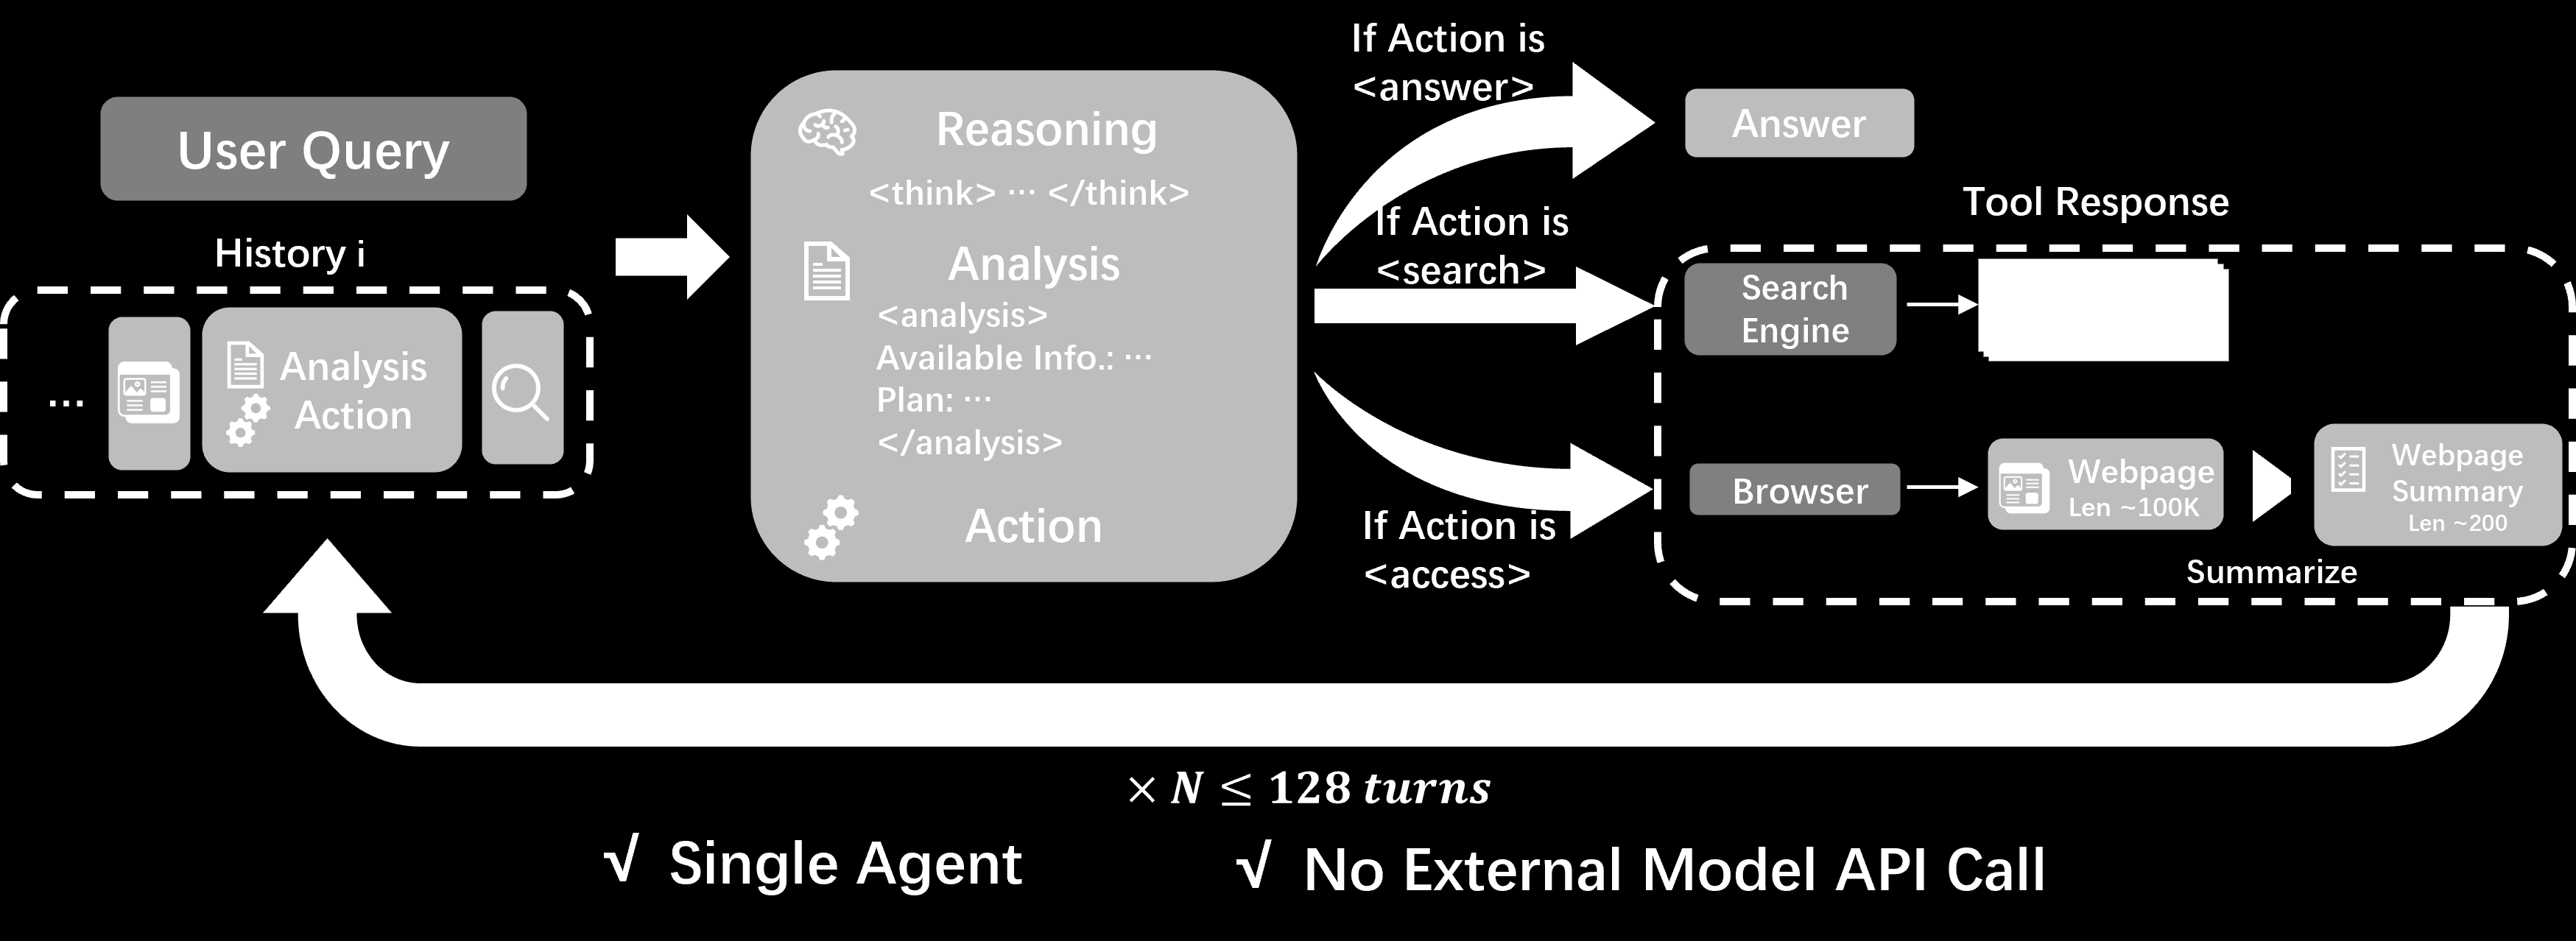 User Query
History i
...
Analysis
Action
Reasoning
<think> ... </think>
Analysis
<analysis>
Available Info.: ...
Plan: ...
</analysis>
Action
If Action is
<answer>
Answer
If Action is
<search>
Tool Response
Search
Engine
If Action is
<access>
Browser
Webpage
Len ~100K
Summarize
Webpage
Summary
Len ~200
× N ≤ 128 turns
√ Single Agent
√ No External Model API Call